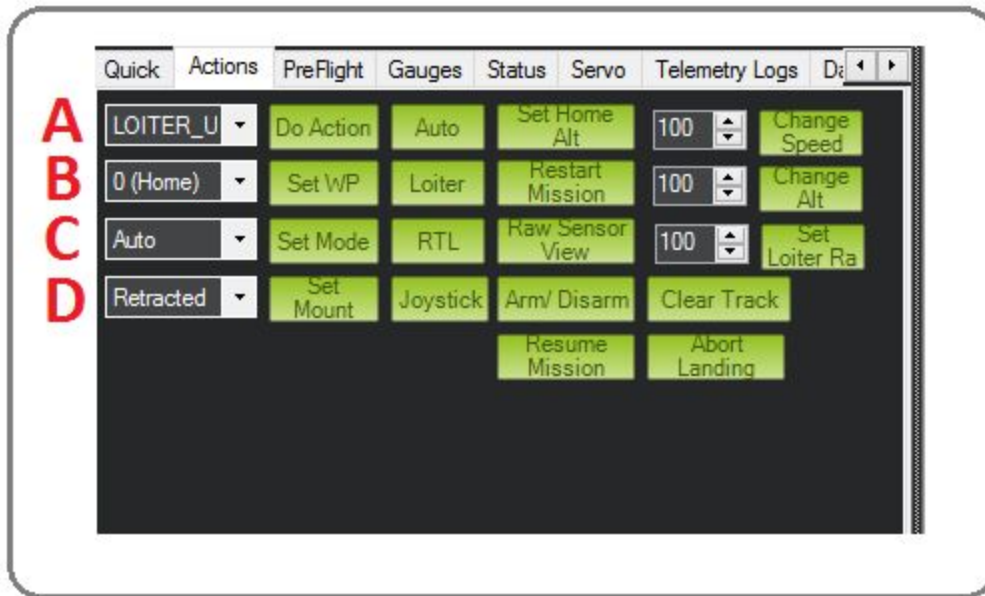 Quick Actions PreFlight Gauges Status Servo Telemetry Logs
A LOITER_U Do Action Auto Set Home Alt 100 Change Speed
B 0 (Home) Set WP Loiter Restart Mission 100 Change Alt
C Auto Set Mode RTL Raw Sensor View 100 Set Loiter Ra
D Retracted Set Mount Joystick Arm/ Disarm Clear Track
Resume Mission Abort Landing